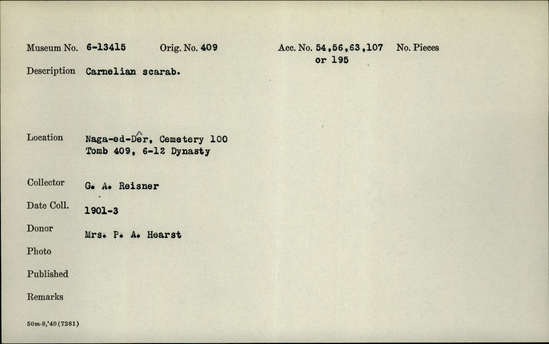 Museum No. 6-13415 Orig. No. 409 Acc. No. 54,56,63,107 No. Pieces
or 195
Description Carnelian scarab.
Location Naga-ed-Dêr, Cemetery 100
Tomb 409, 6-12 Dynasty
Collector G. A. Reisner
Date Coll. 1901-3
Donor Mrs. P. A. Hearst
Photo
Published
Remarks
50m-8,'49(7281)